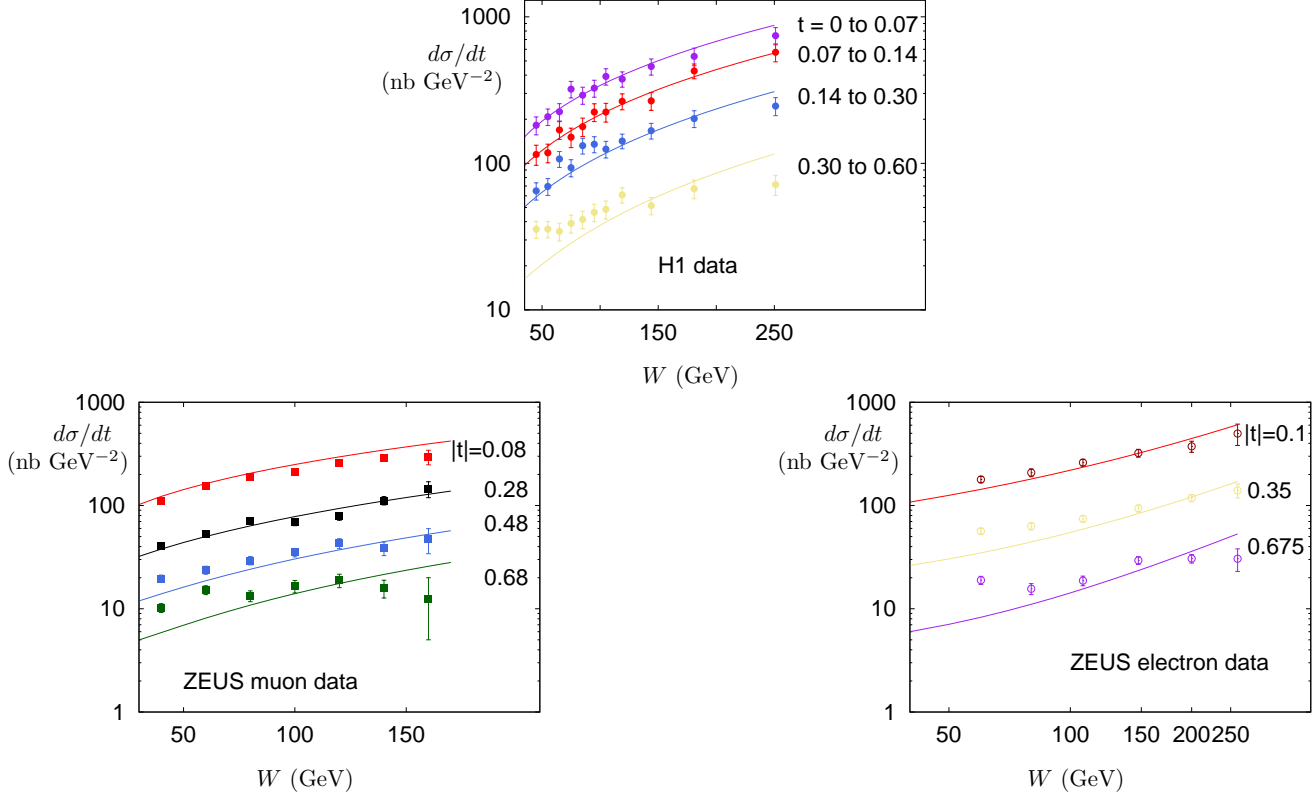 1000
100
10
dσ/dt
(nb GeV−2)
t = 0 to 0.07
0.07 to 0.14
0.14 to 0.30
0.30 to 0.60
H1 data
50
150
250
W (GeV)
1000
100
10
1
dσ/dt
(nb GeV−2)
|t|=0.08
0.28
0.48
0.68
ZEUS muon data
50
100
150
W (GeV)
1000
100
10
1
dσ/dt
(nb GeV−2)
|t|=0.1
0.35
0.675
ZEUS electron data
50
100
150
200
250
W (GeV)